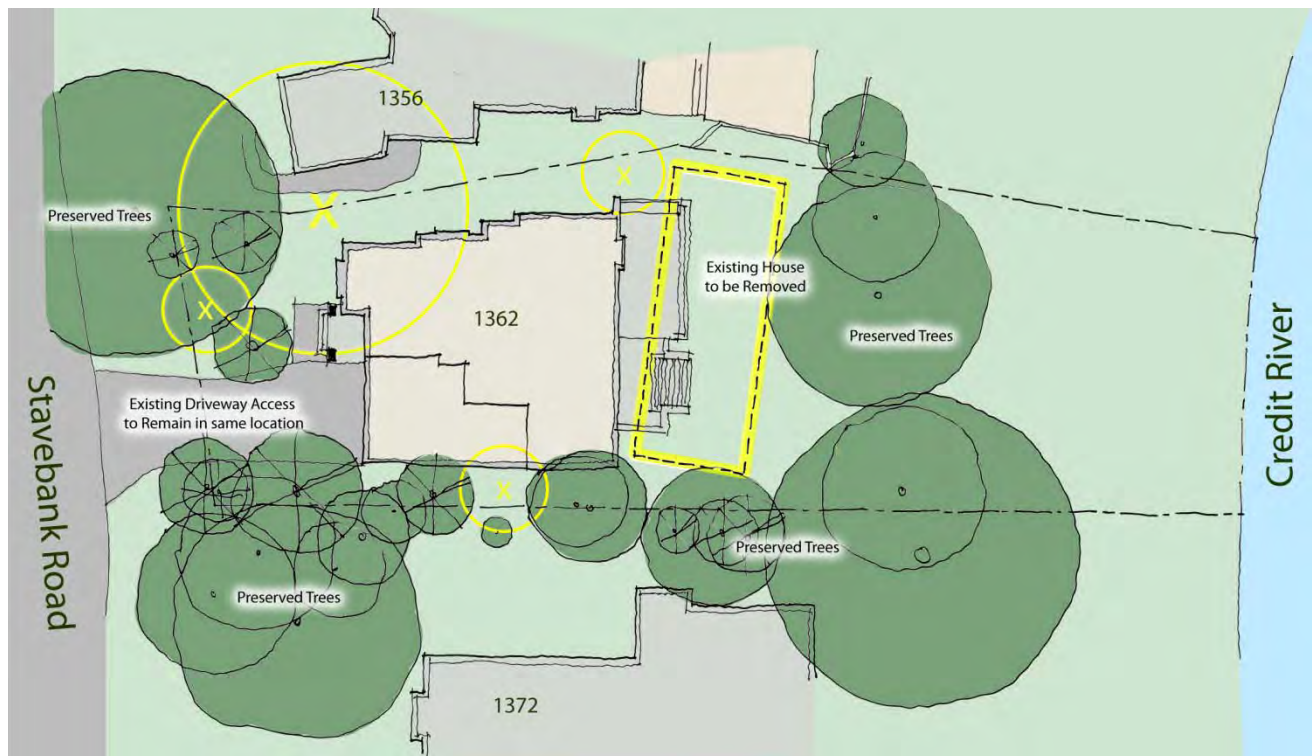 1356
Preserved Trees
X
X
X
Existing House
to be Removed
1362
Preserved Trees
Stavebank Road
Credit River
Existing Driveway Access
to Remain in same location
X
Preserved Trees
Preserved Trees
1372